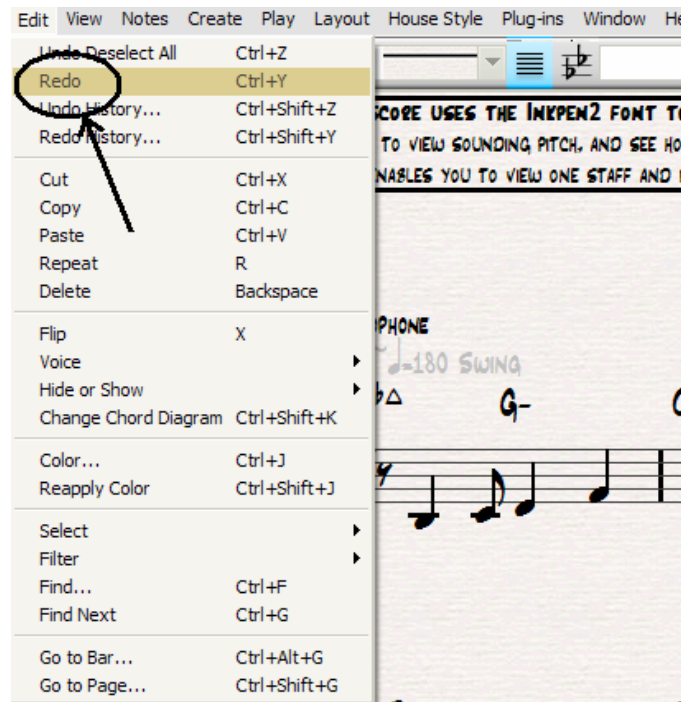 Edit View Notes Create Play Layout House Style Plug-ins Window He
Undo Deselect All Ctrl+Z
Redo Ctrl+Y
Undo History... Ctrl+Shift+Z
Redo History... Ctrl+Shift+Y
SCORE USES THE INKPEN2 FONT TO
TO VIEW SOUNDING PITCH, AND SEE HO
NABLES YOU TO VIEW ONE STAFF AND
Cut Ctrl+X
Copy Ctrl+C
Paste Ctrl+V
Repeat R
Delete Backspace
Flip X
Voice
Hide or Show
Change Chord Diagram Ctrl+Shift+K
PHONE
=180 SWING
b△ G-
Color... Ctrl+J
Reapply Color Ctrl+Shift+J
Select
Filter
Find... Ctrl+F
Find Next Ctrl+G
Go to Bar... Ctrl+Alt+G
Go to Page... Ctrl+Shift+G